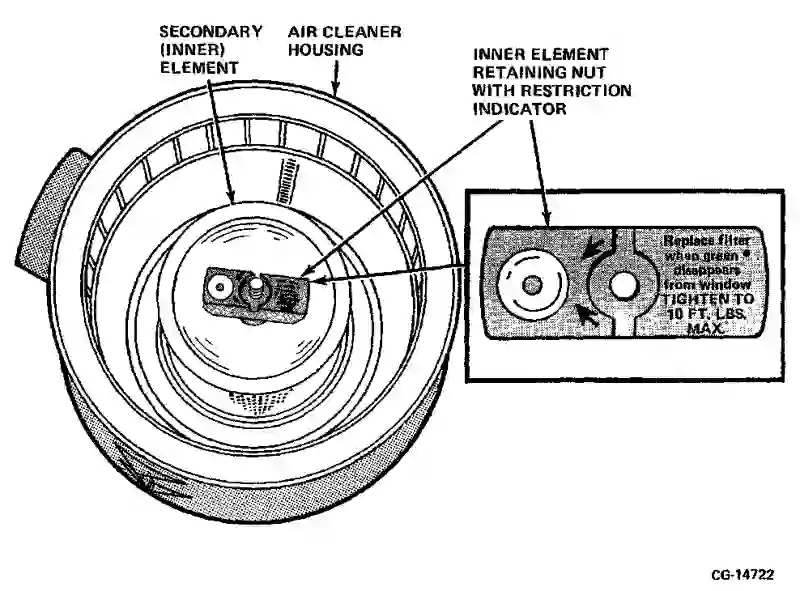 SECONDARY
(INNER)
ELEMENT
AIR CLEANER
HOUSING
INNER ELEMENT
RETAINING NUT
WITH RESTRICTION
INDICATOR
Replace filter
when green
disappears
from window
TIGHTEN TO
10 FT. LBS.
MAX.
CG-14722